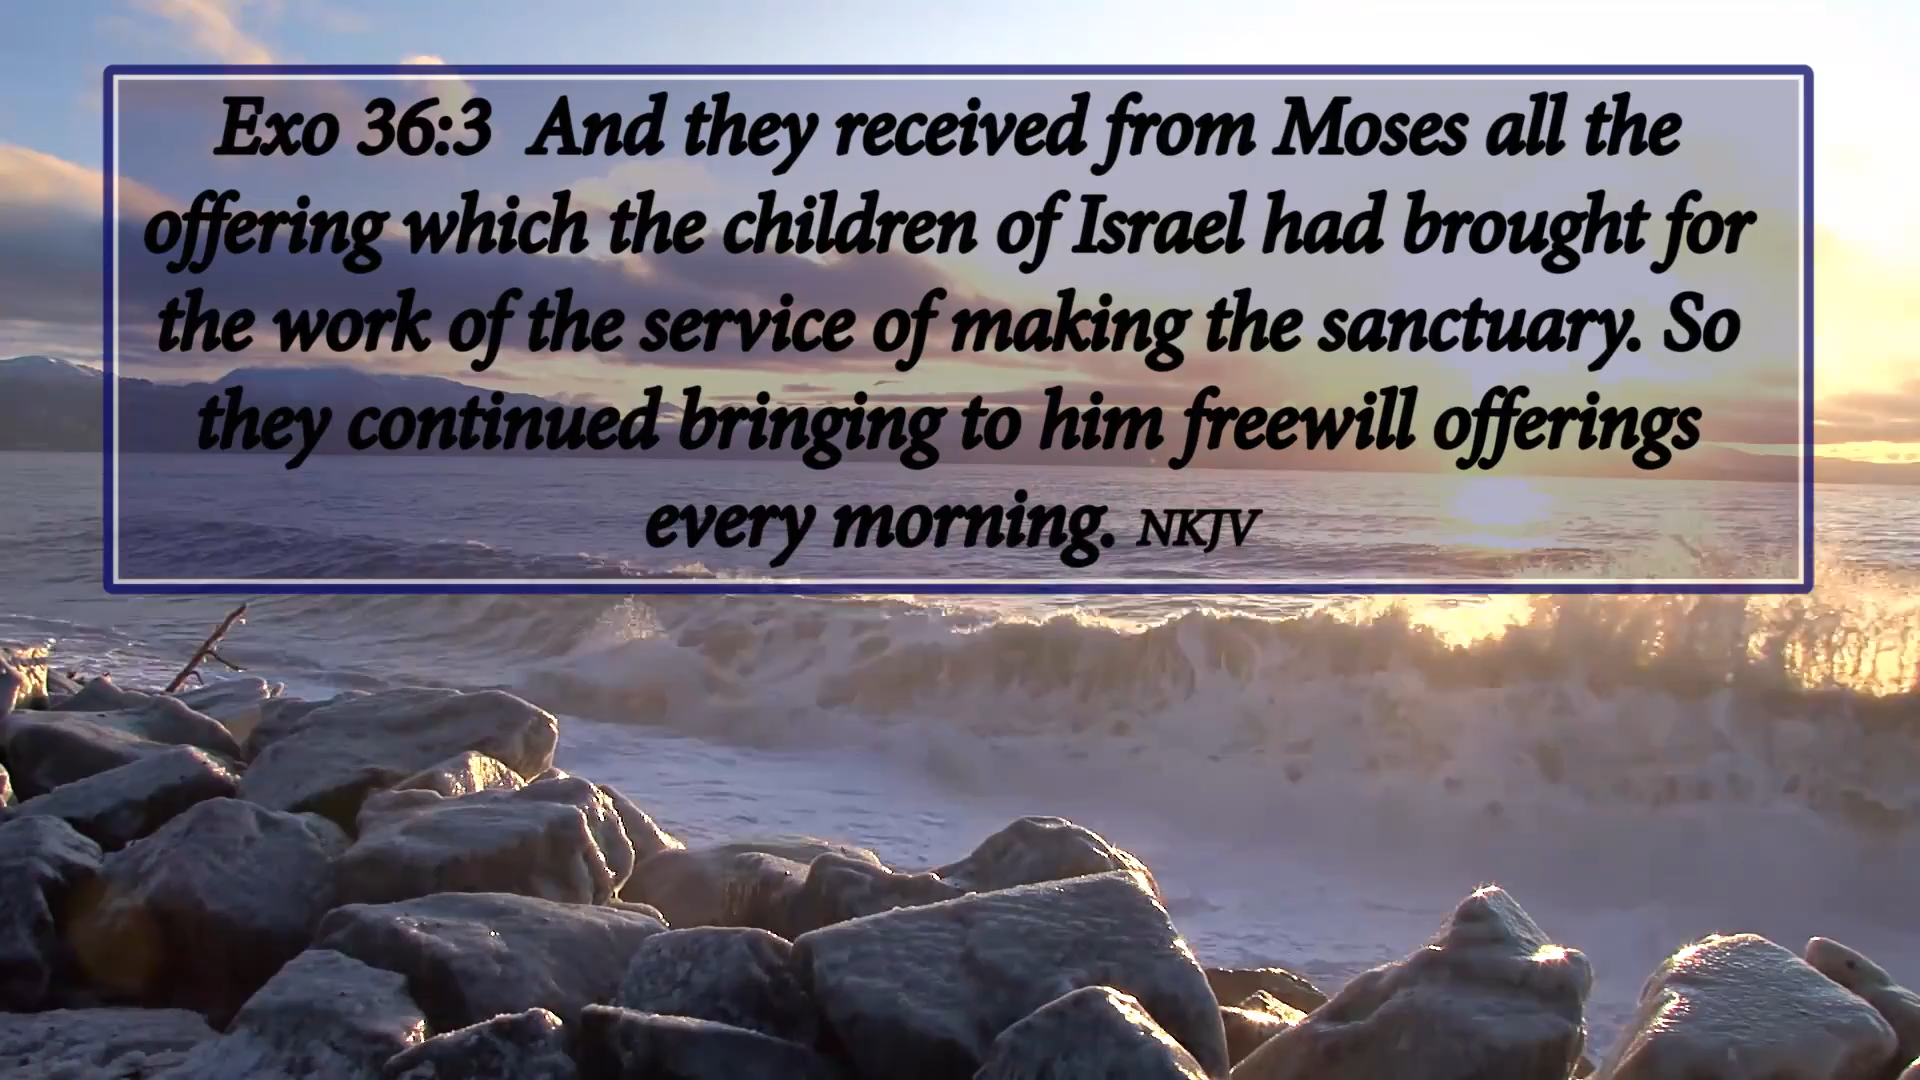 Exo 36:3 And they received from Moses all the
offering which the children of Israel had brought for
the work of the service of making the sanctuary. So
they continued bringing to him freewill offerings
every morning. NKJV